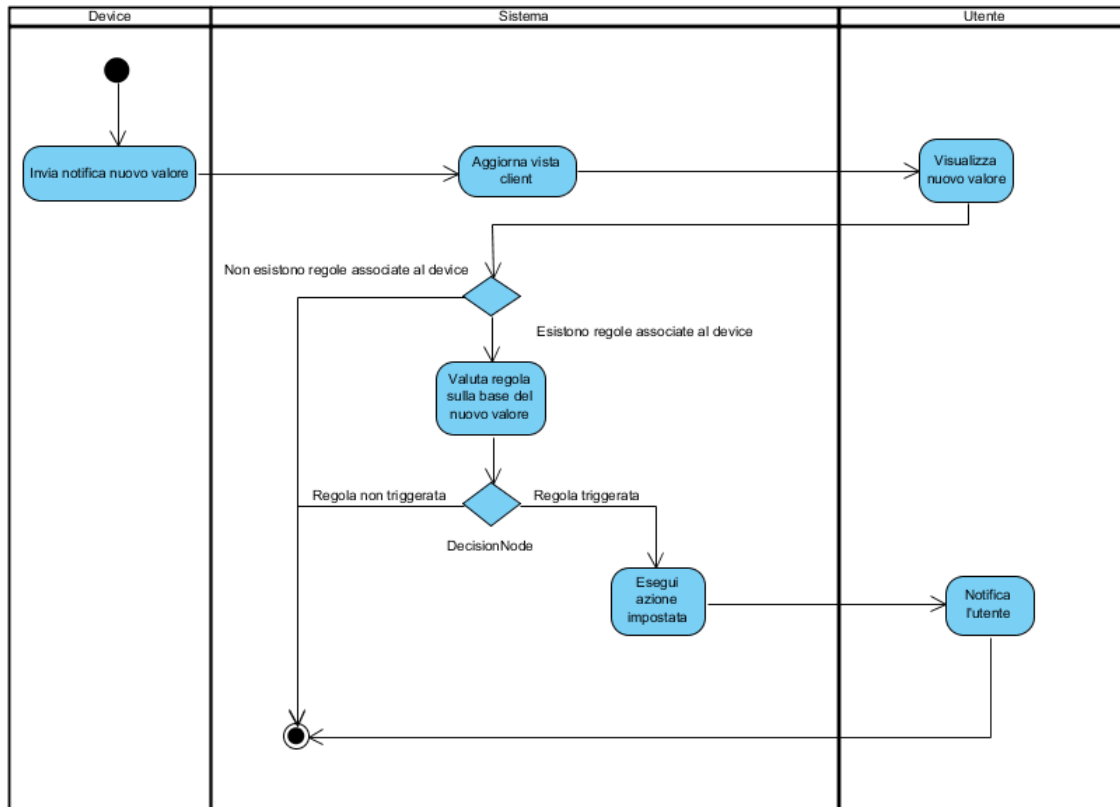 Device
Sistema
Utente
Invia notifica nuovo valore
Aggiorna vista
client
Visualizza
nuovo valore
Non esistono regole associate al device
Esistono regole associate al device
Valuta regola
sulla base del
nuovo valore
Regola non triggerata
Regola triggerata
DecisionNode
Esegui
azione
impostata
Notifica
l'utente